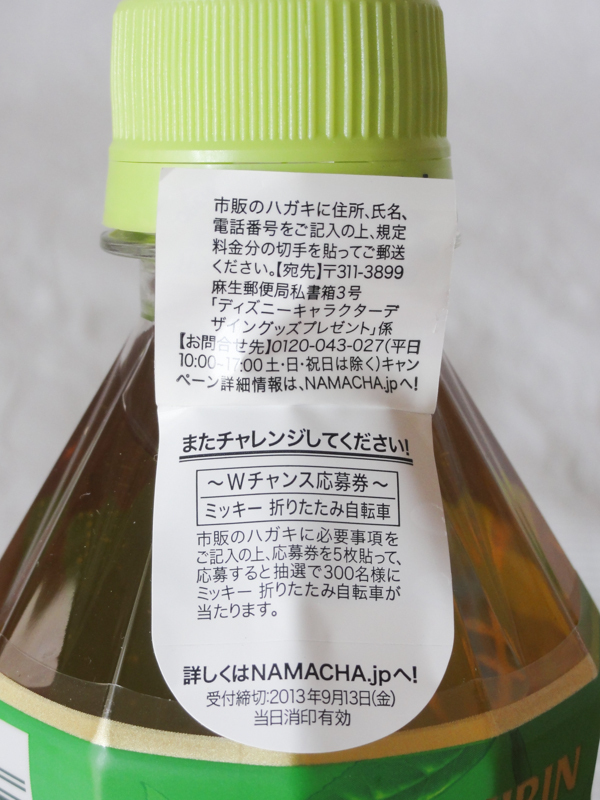 市販のハガキに住所、氏名、
電話番号をご記入の上、規定
料金分の切手を貼ってご郵送
ください。【宛先】〒311-3899
麻生郵便局私書箱3号
「ディズニーキャラクターデ
ザイングッズプレゼント」係
【お問合せ先】0120-043-027(平日
10:00~17:00 土・日・祝日は除く)キャン
ペーン詳細情報は、NAMACHA.jpへ!
またチャレンジしてください!
～Wチャンス応募券～
ミッキー 折りたたみ自転車
市販のハガキに必要事項を
ご記入の上、応募券を5枚貼って、
応募すると抽選で300名様に
ミッキー 折りたたみ自転車が
当たります。
詳しくはNAMACHA.jpへ!
受付締切:2013年9月13日(金)
当日消印有効